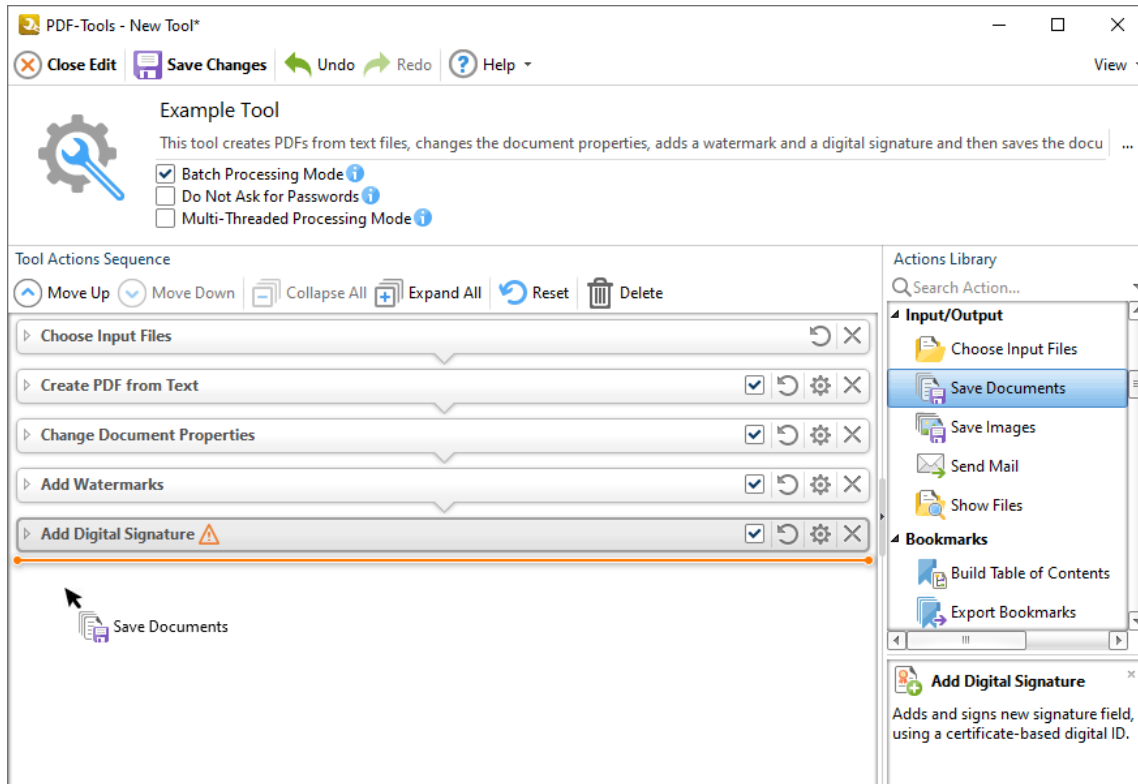 PDF-Tools - New Tool*
Close Edit Save Changes Undo Redo Help View
Example Tool
This tool creates PDFs from text files, changes the document properties, adds a watermark and a digital signature and then saves the docu ...
Batch Processing Mode
Do Not Ask for Passwords
Multi-Threaded Processing Mode
Tool Actions Sequence
Move Up Move Down Collapse All Expand All Reset Delete
Choose Input Files
Create PDF from Text
Change Document Properties
Add Watermarks
Add Digital Signature
Save Documents
Actions Library
Search Action...
Input/Output
Choose Input Files
Save Documents
Save Images
Send Mail
Show Files
Bookmarks
Build Table of Contents
Export Bookmarks
Add Digital Signature
Adds and signs new signature field,
using a certificate-based digital ID.